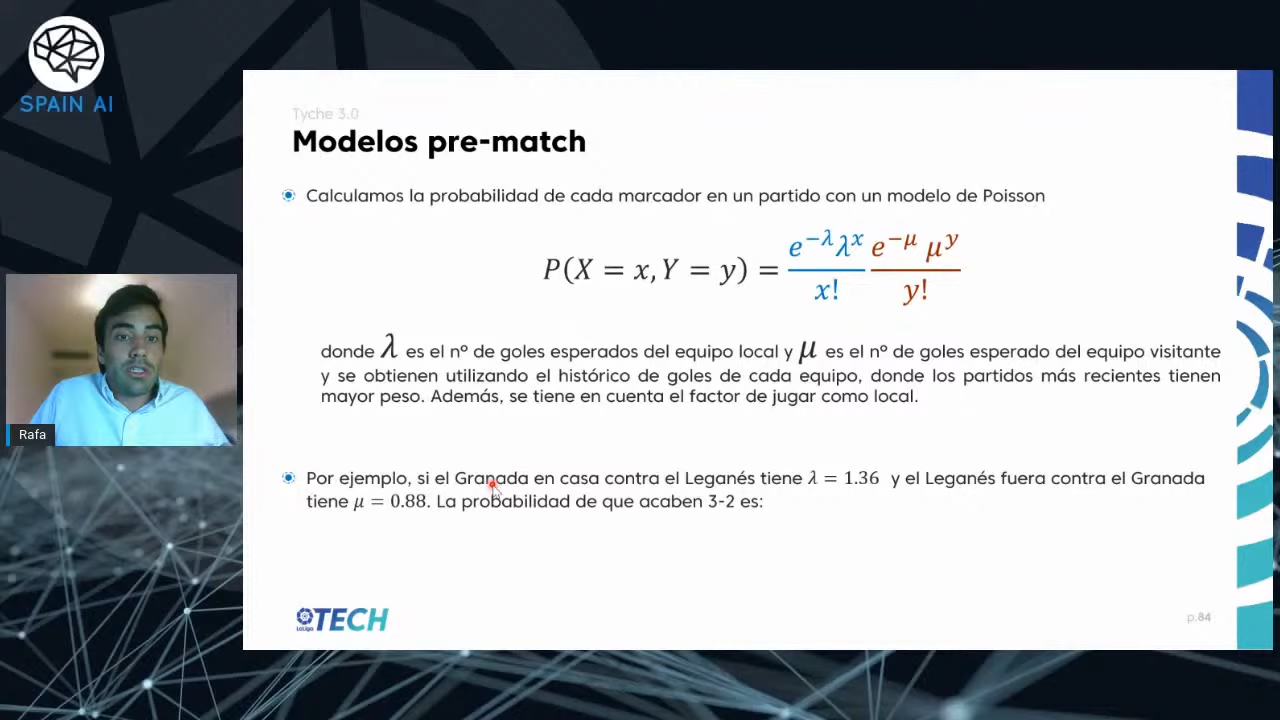 SPAIN AI
Tyche 3.0
Modelos pre-match
Calculamos la probabilidad de cada marcador en un partido con un modelo de Poisson
P(X = x, Y = y) = \frac{e^{-λ} λ^x}{x!} \frac{e^{-μ} μ^y}{y!}
donde λ es el nº de goles esperados del equipo local y μ es el nº de goles esperado del equipo visitante
y se obtienen utilizando el histórico de goles de cada equipo, donde los partidos más recientes tienen
mayor peso. Además, se tiene en cuenta el factor de jugar como local.
Rafa
Por ejemplo, si el Granada en casa contra el Leganés tiene λ = 1.36 y el Leganés fuera contra el Granada
tiene μ = 0.88. La probabilidad de que acaben 3-2 es:
LaLiga TECH
p.84